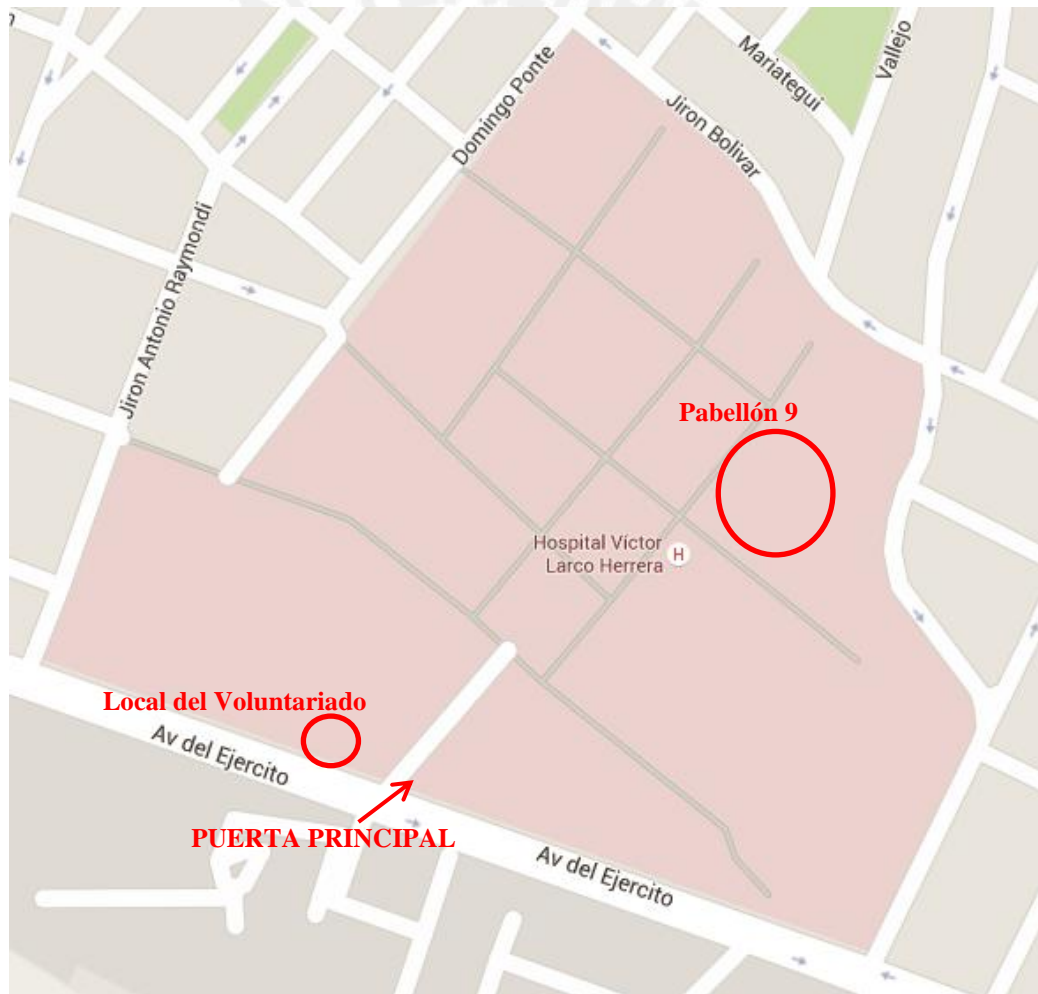 Mariategui
Vallejo
Domingo Ponte
Jiron Bolivar
Jiron Antonio Raymondi
Pabellón 9
Hospital Víctor
Larco Herrera
H
Local del Voluntariado
Av del Ejercito
PUERTA PRINCIPAL
Av del Ejercito